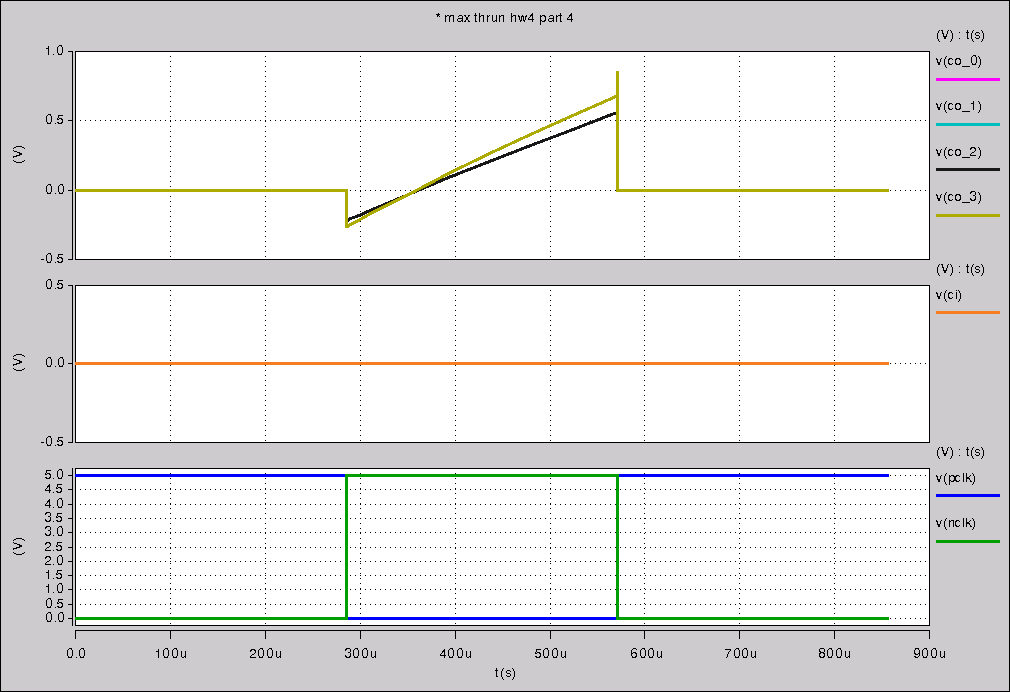 * max thrun hw4 part 4
(V) : t(s)
v(co_0)
v(co_1)
v(co_2)
v(co_3)
1.0
0.5
0.0
-0.5
(V)
(V) : t(s)
v(ci)
0.5
0.0
-0.5
(V)
(V) : t(s)
v(pclk)
v(nclk)
5.0
4.5
4.0
3.5
3.0
2.5
2.0
1.5
1.0
0.5
0.0
(V)
0.0 100u 200u 300u 400u 500u 600u 700u 800u 900u
t(s)